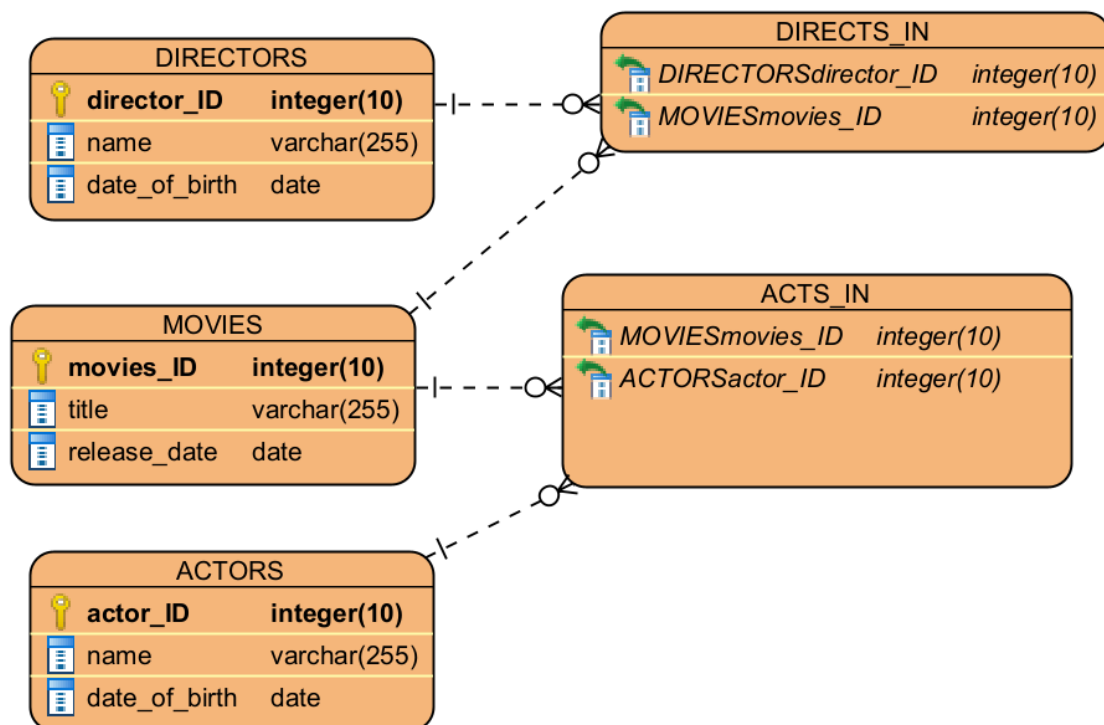 DIRECTORS
director_ID integer(10)
name varchar(255)
date_of_birth date
DIRECTS_IN
DIRECTORSdirector_ID integer(10)
MOVIESmovies_ID integer(10)
MOVIES
movies_ID integer(10)
title varchar(255)
release_date date
ACTS_IN
MOVIESmovies_ID integer(10)
ACTORSactor_ID integer(10)
ACTORS
actor_ID integer(10)
name varchar(255)
date_of_birth date